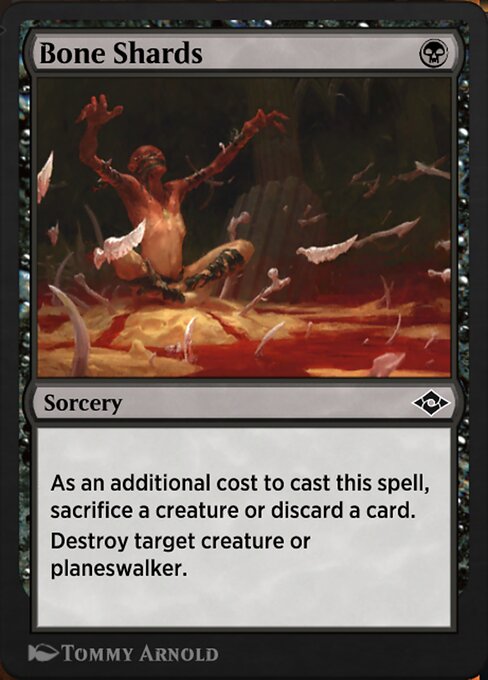 Bone Shards
Sorcery
As an additional cost to cast this spell,
sacrifice a creature or discard a card.
Destroy target creature or
planeswalker.
Tommy Arnold